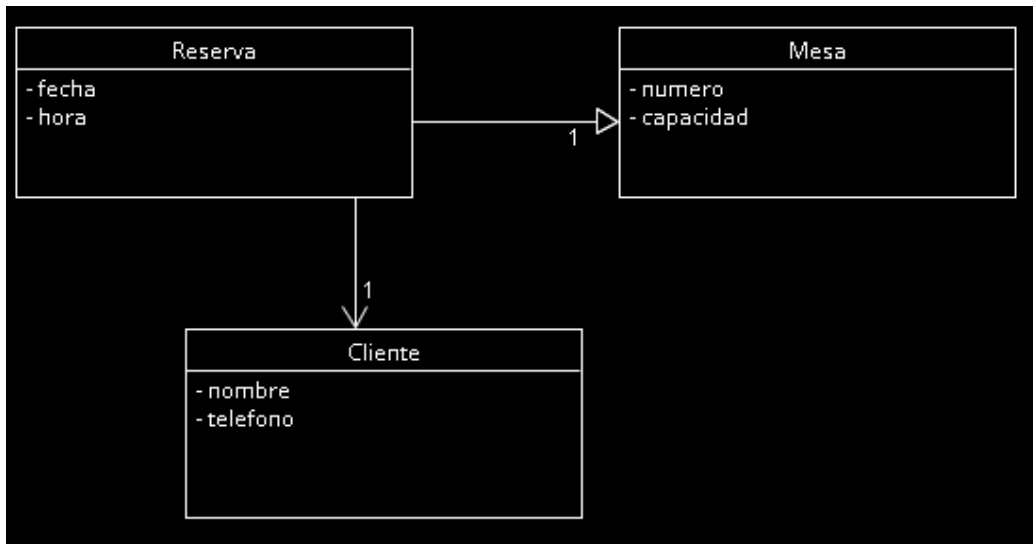 Reserva
- fecha
- hora
1
Mesa
- numero
- capacidad
1
Cliente
- nombre
- telefono